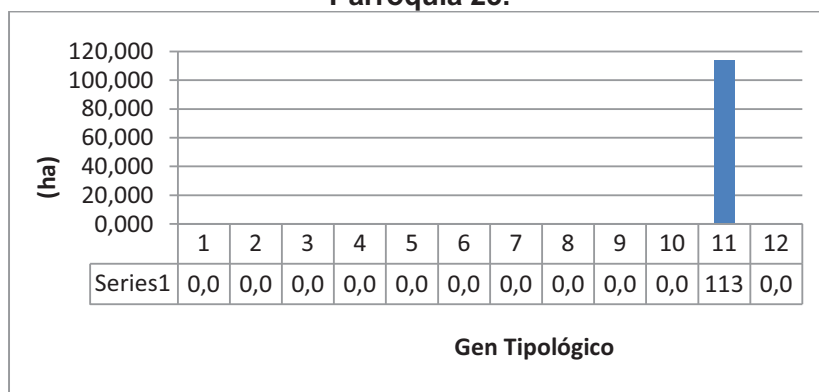 Parroquia 23.
120,000
100,000
80,000
60,000
40,000
20,000
0,000
(ha)
1 2 3 4 5 6 7 8 9 10 11 12
Series1 0,0 0,0 0,0 0,0 0,0 0,0 0,0 0,0 0,0 0,0 113 0,0
Gen Tipológico